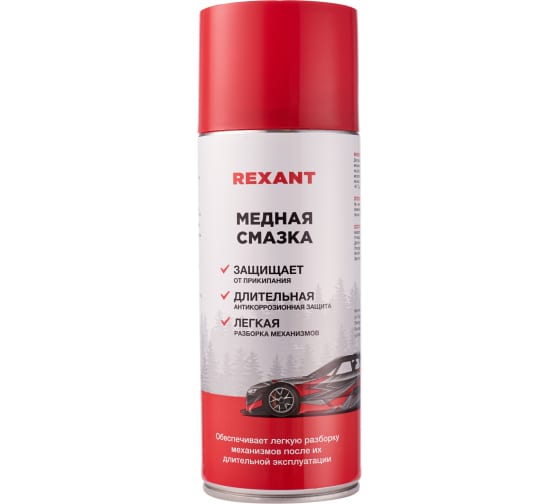 REXANT
МЕДНАЯ
СМАЗКА
ЗАЩИЩАЕТ
ОТ ПРИКИПАНИЯ
ДЛИТЕЛЬНАЯ
АНТИКОРРОЗИОННАЯ ЗАЩИТА
ЛЕГКАЯ
РАЗБОРКА МЕХАНИЗМОВ
Обеспечивает легкую разборку
механизмов после их
длительной эксплуатации